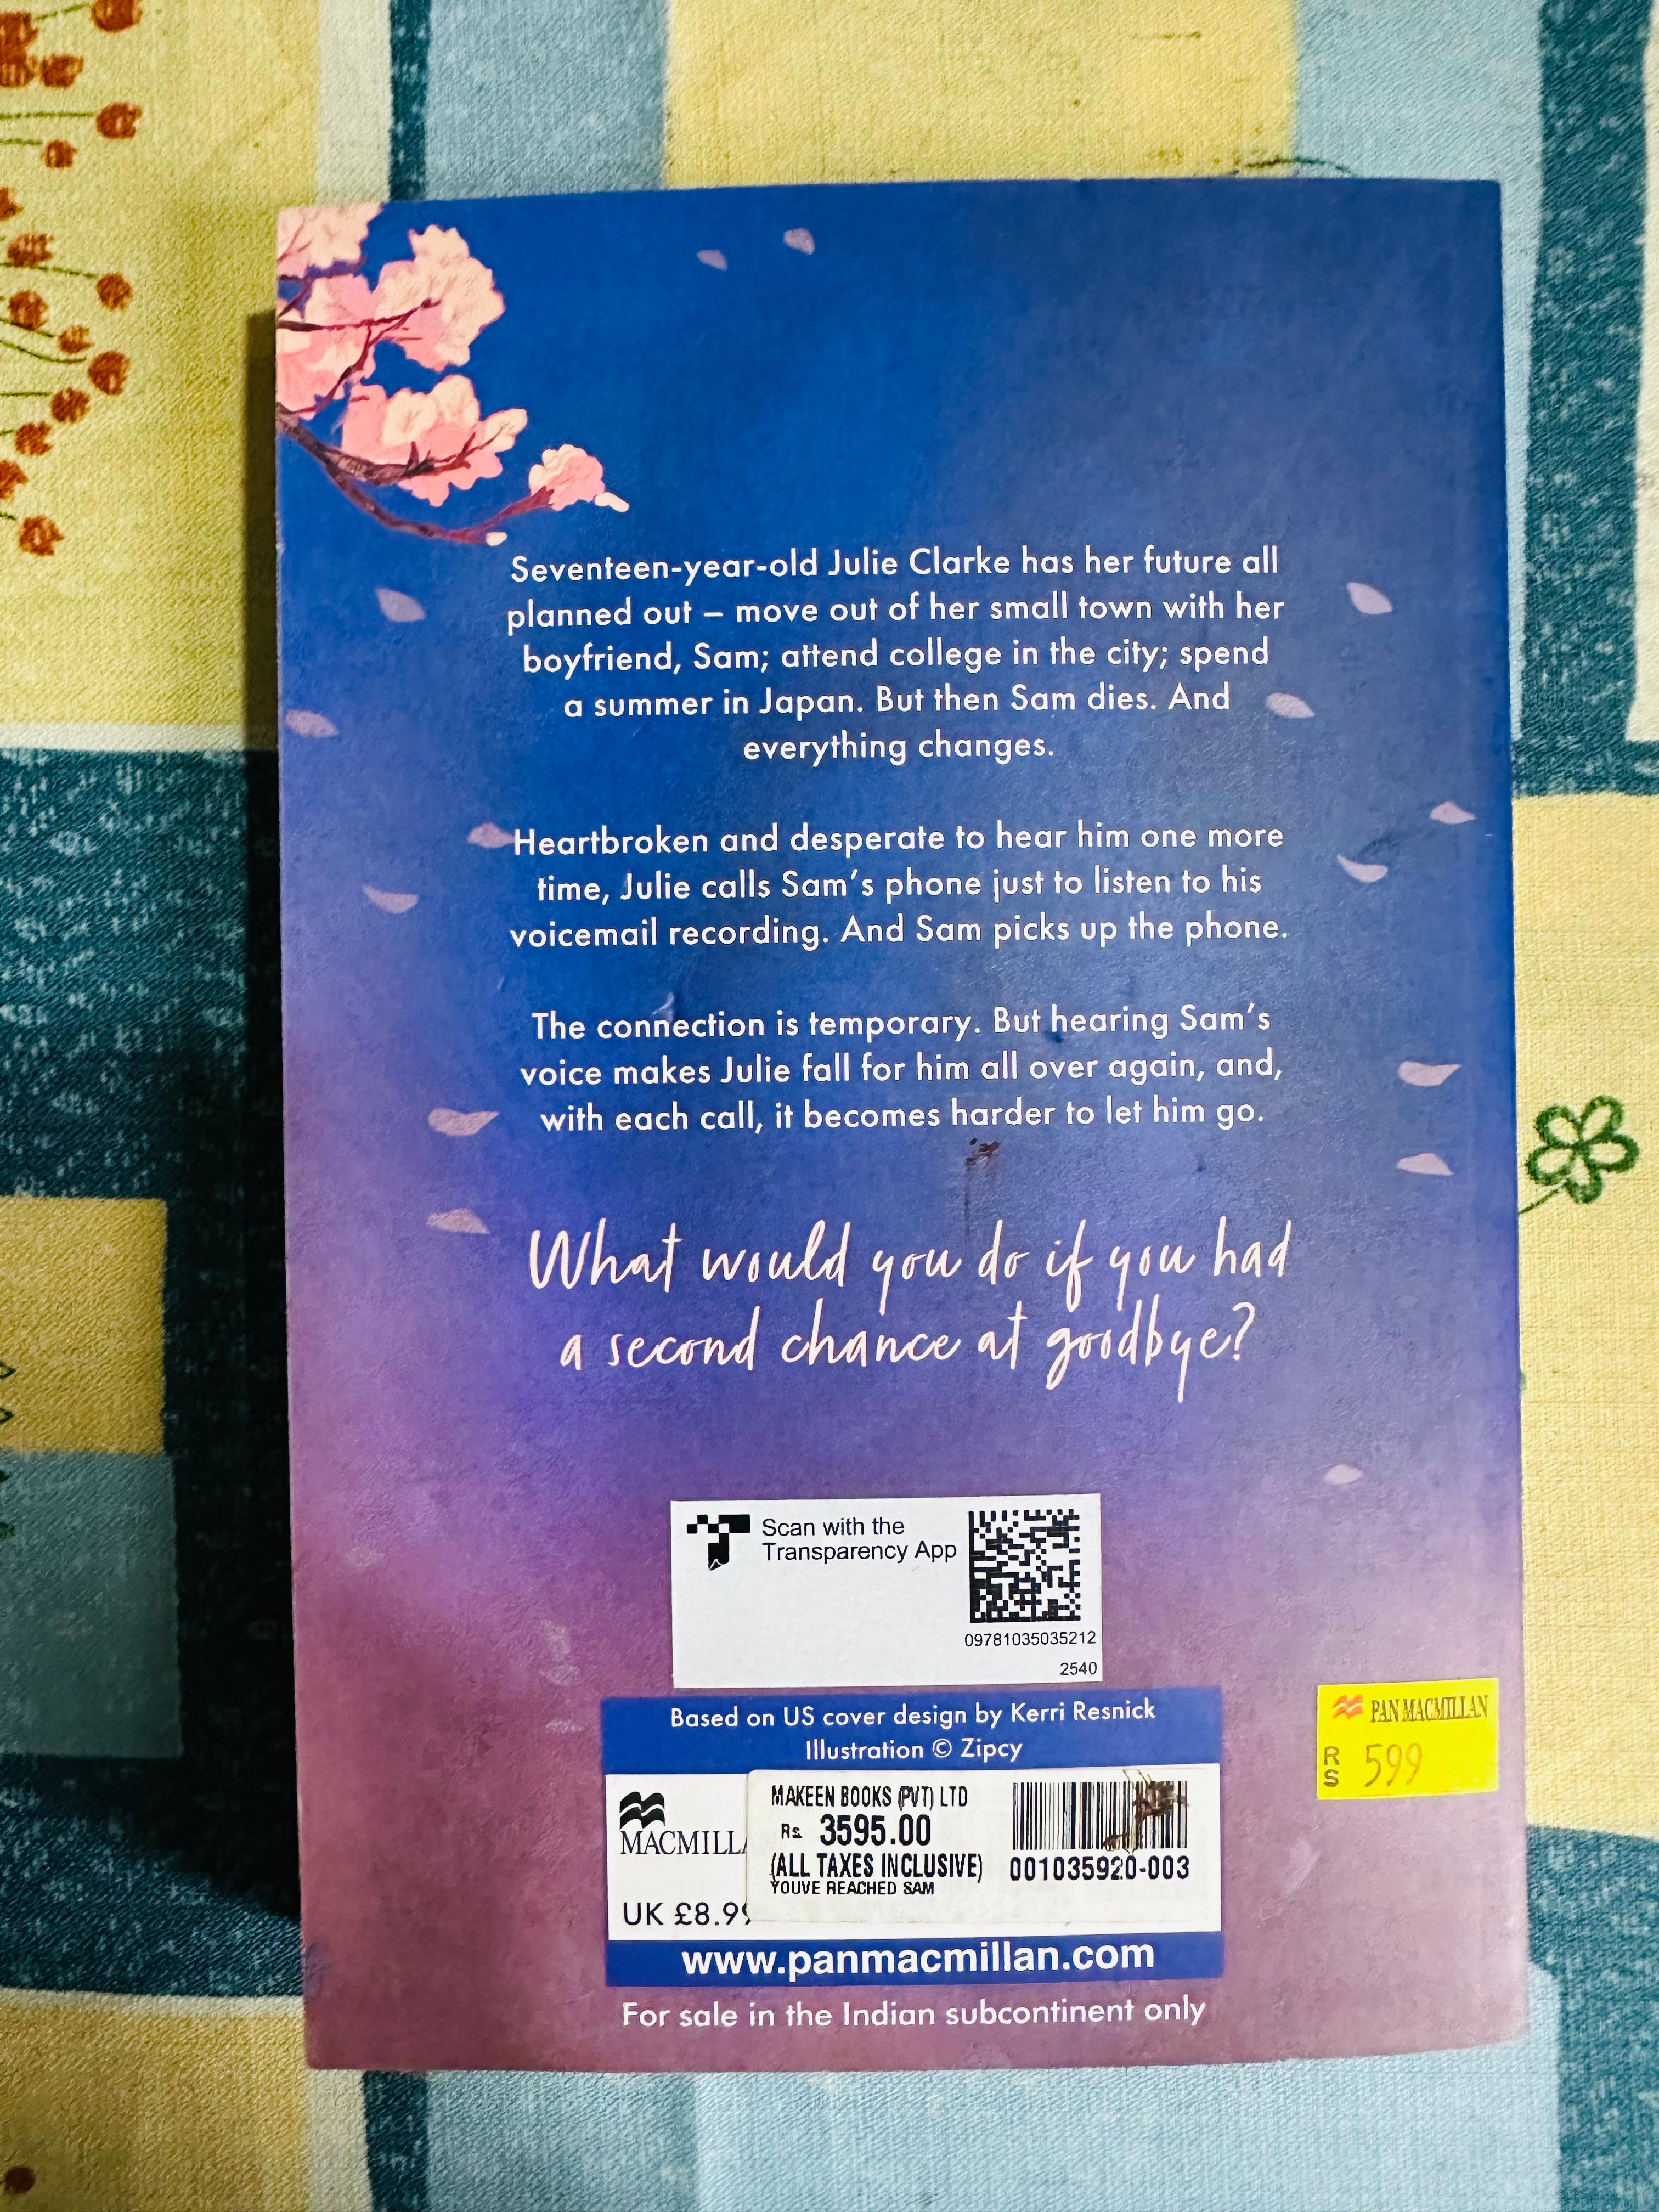 Seventeen-year-old Julie Clarke has her future all
planned out – move out of her small town with her
boyfriend, Sam; attend college in the city; spend
a summer in Japan. But then Sam dies. And
everything changes.
Heartbroken and desperate to hear him one more
time, Julie calls Sam's phone just to listen to his
voicemail recording. And Sam picks up the phone.
The connection is temporary. But hearing Sam's
voice makes Julie fall for him all over again, and,
with each call, it becomes harder to let him go.
What would you do if you had
a second chance at goodbye?
Scan with the
Transparency App
09781035035212
2540
Based on US cover design by Kerri Resnick
Illustration © Zipcy
PAN MACMILLAN
RS 599
MAKEEN BOOKS (PVT) LTD
Rs 3595.00
(ALL TAXES INCLUSIVE)
YOUVE REACHED SAM
001035920-003
UK £8.99
www.panmacmillan.com
For sale in the Indian subcontinent only